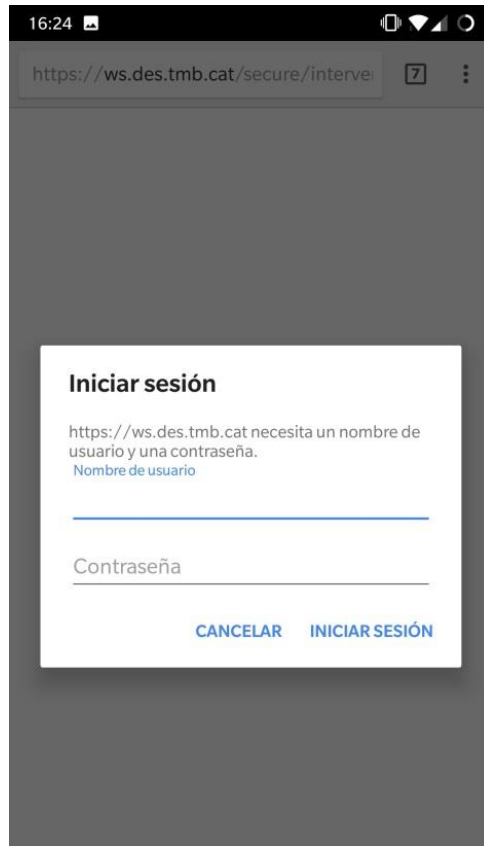 16:24
https://ws.des.tmb.cat/secure/interve
7
Iniciar sesión
https://ws.des.tmb.cat necesita un nombre de
usuario y una contraseña.
Nombre de usuario
Contraseña
CANCELAR INICIAR SESIÓN